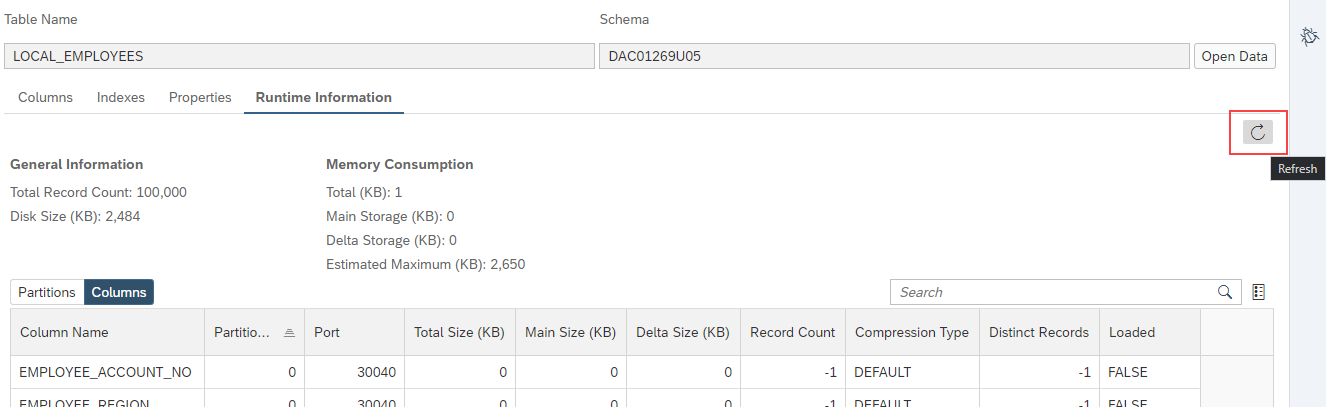 Table Name Schema
LOCAL_EMPLOYEES DAC01269U05 Open Data
Columns Indexes Properties Runtime Information
Refresh
General Information Memory Consumption
Total Record Count: 100,000 Total (KB): 1
Disk Size (KB): 2,484 Main Storage (KB): 0
Delta Storage (KB): 0
Estimated Maximum (KB): 2,650
Partitions Columns Search
Column Name Partitio... Port Total Size (KB) Main Size (KB) Delta Size (KB) Record Count Compression Type Distinct Records Loaded
EMPLOYEE_ACCOUNT_NO 0 30040 0 0 0 -1 DEFAULT -1 FALSE
EMPLOYEE_REGION 0 30040 0 0 0 -1 DEFAULT -1 FALSE